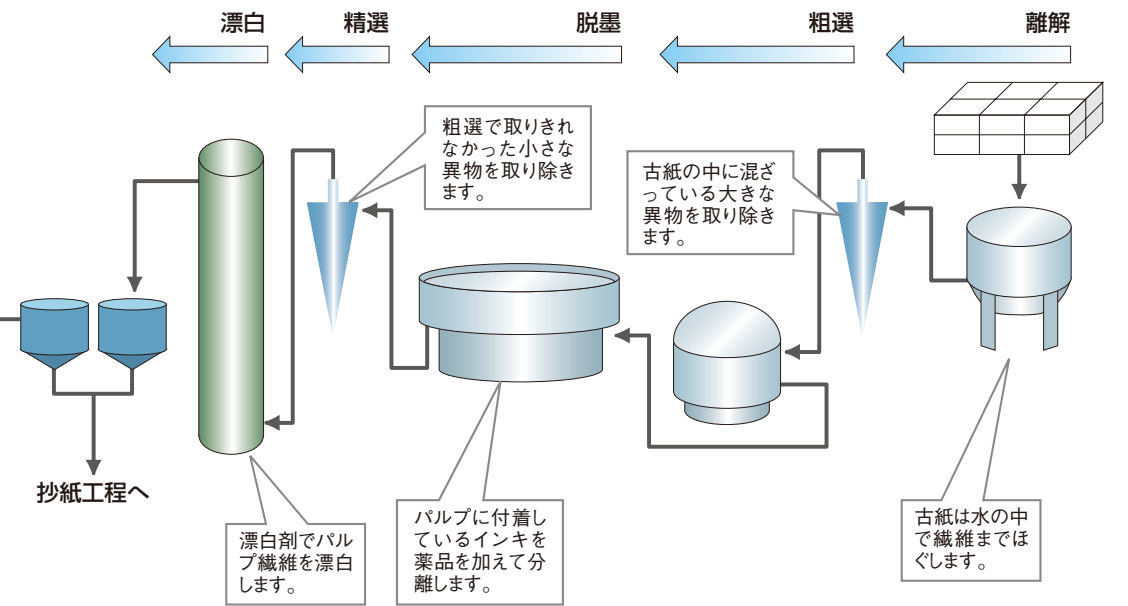 漂白
精選
脱墨
粗選
離解
粗選で取りきれ
なかった小さな
異物を取り除き
ます。
古紙の中に混ざ
っている大きな
異物を取り除き
ます。
抄紙工程へ
漂白剤でパル
プ繊維を漂白
します。
パルプに付着し
ているインキを
薬品を加えて分
離します。
古紙は水の中
で繊維までほ
ぐします。